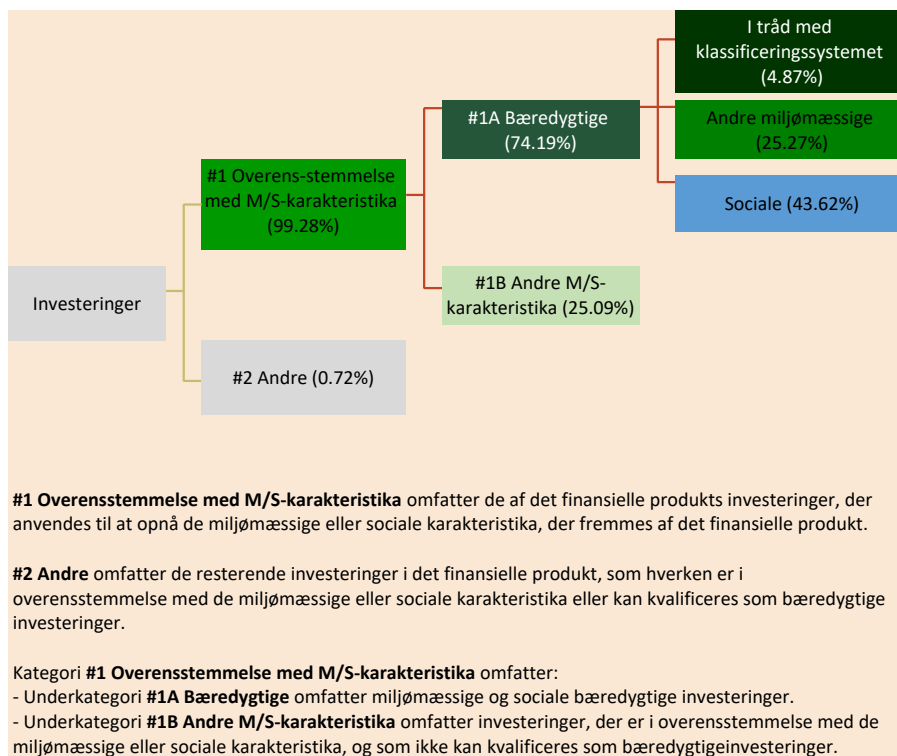 I tråd med
klassificeringssystemet
(4.87%)
#1A Bæredygtige
(74.19%)
Andre miljømæssige
(25.27%)
#1 Overens-stemmelse
med M/S-karakteristika
(99.28%)
Sociale (43.62%)
#1B Andre M/S-
karakteristika (25.09%)
Investeringer
#2 Andre (0.72%)
#1 Overensstemmelse med M/S-karakteristika omfatter de af det finansielle produkts investeringer, der
anvendes til at opnå de miljømæssige eller sociale karakteristika, der fremmes af det finansielle produkt.
#2 Andre omfatter de resterende investeringer i det finansielle produkt, som hverken er i
overensstemmelse med de miljømæssige eller sociale karakteristika eller kan kvalificeres som bæredygtige
investeringer.
Kategori #1 Overensstemmelse med M/S-karakteristika omfatter:
- Underkategori #1A Bæredygtige omfatter miljømæssige og sociale bæredygtige investeringer.
- Underkategori #1B Andre M/S-karakteristika omfatter investeringer, der er i overensstemmelse med de
miljømæssige eller sociale karakteristika, og som ikke kan kvalificeres som bæredygtigeinvesteringer.